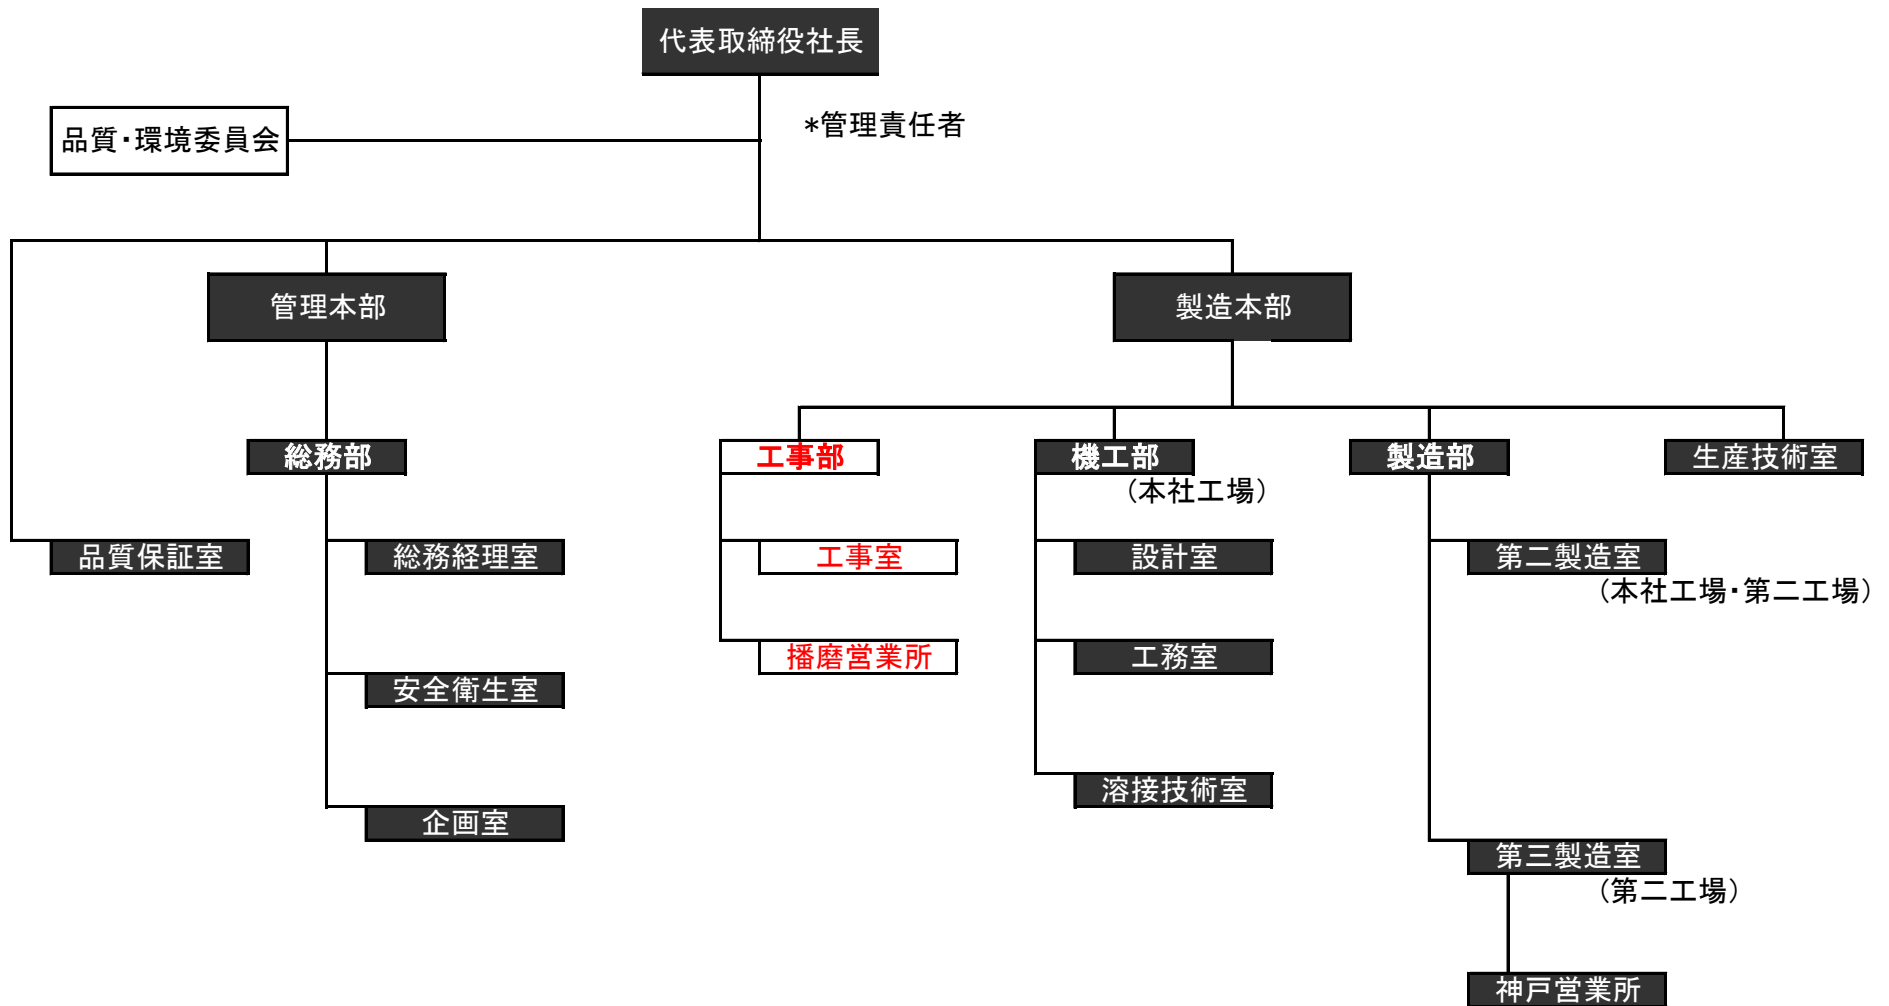 代表取締役社長
*管理責任者
品質・環境委員会
管理本部
製造本部
総務部
工事部
機工部
製造部
生産技術室
（本社工場）
品質保証室
総務経理室
工事室
設計室
第二製造室
（本社工場・第二工場）
播磨営業所
工務室
安全衛生室
溶接技術室
企画室
第三製造室
（第二工場）
神戸営業所